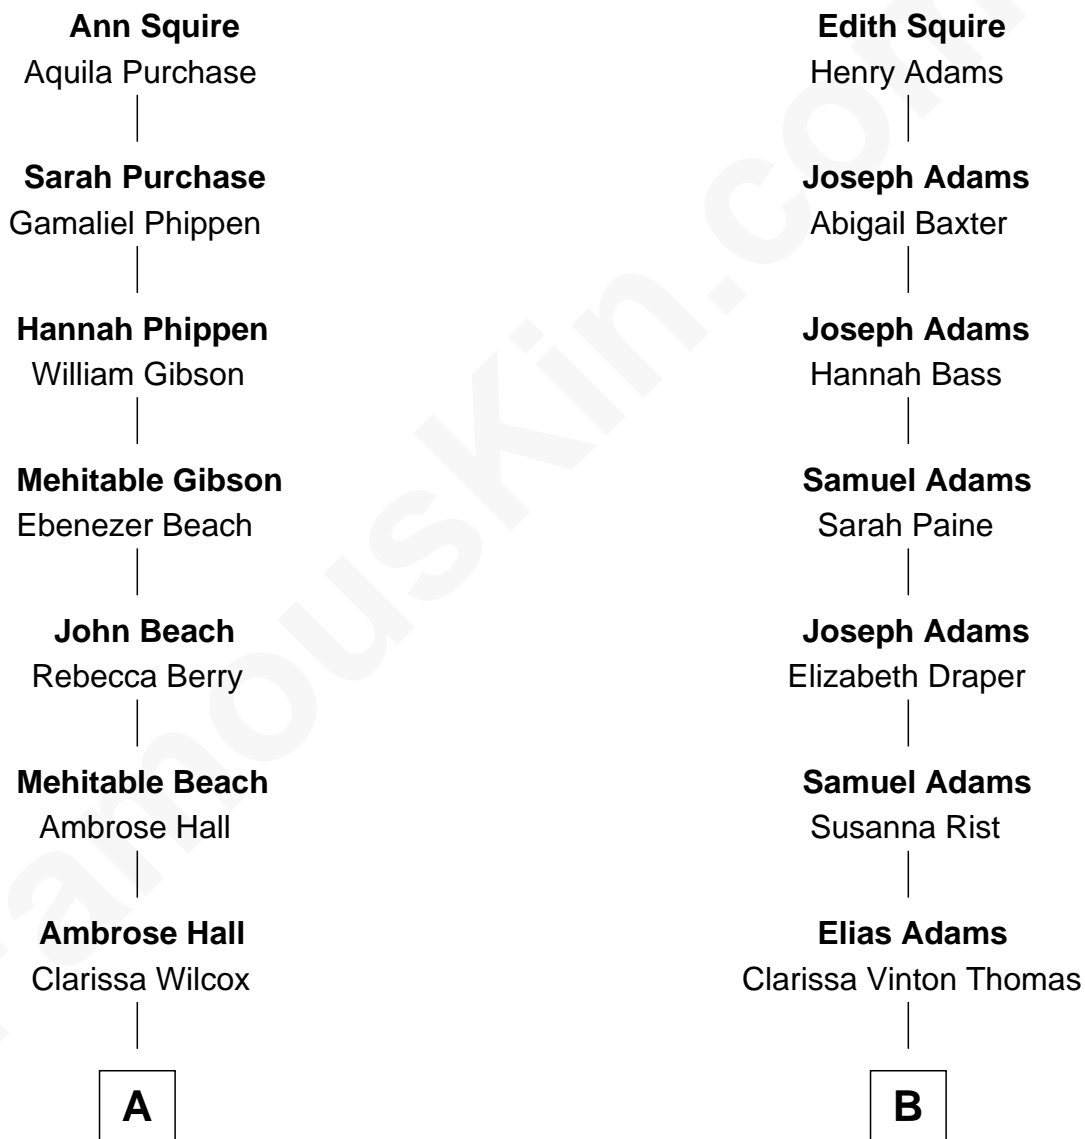 Ann Squire
Aquila Purchase
Sarah Purchase
Gamaliel Phippen
Hannah Phippen
William Gibson
Mehitable Gibson
Ebenezer Beach
John Beach
Rebecca Berry
Mehitable Beach
Ambrose Hall
Ambrose Hall
Clarissa Wilcox
A
Edith Squire
Henry Adams
Joseph Adams
Abigail Baxter
Joseph Adams
Hannah Bass
Samuel Adams
Sarah Paine
Joseph Adams
Elizabeth Draper
Samuel Adams
Susanna Rist
Elias Adams
Clarissa Vinton Thomas
B
FamousKin.com